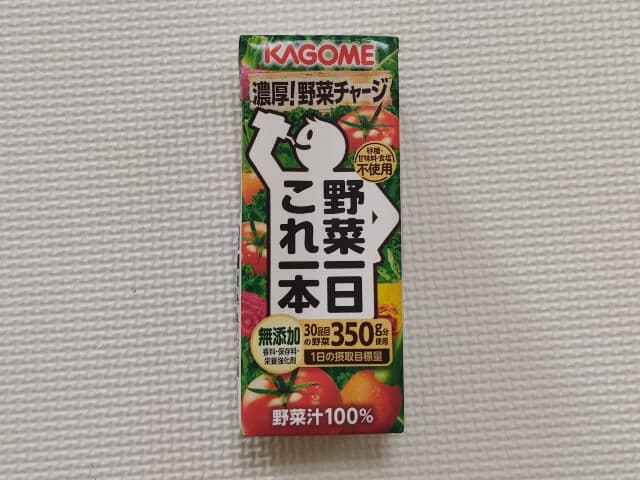 KAGOME
濃厚!野菜チャージ
砂糖・
甘味料・食塩
不使用
野菜一日
これ一本
無添加
香料・保存料・
栄養強化剤
30品目
の野菜
350g分
使用
1日の摂取目標量
野菜汁100%